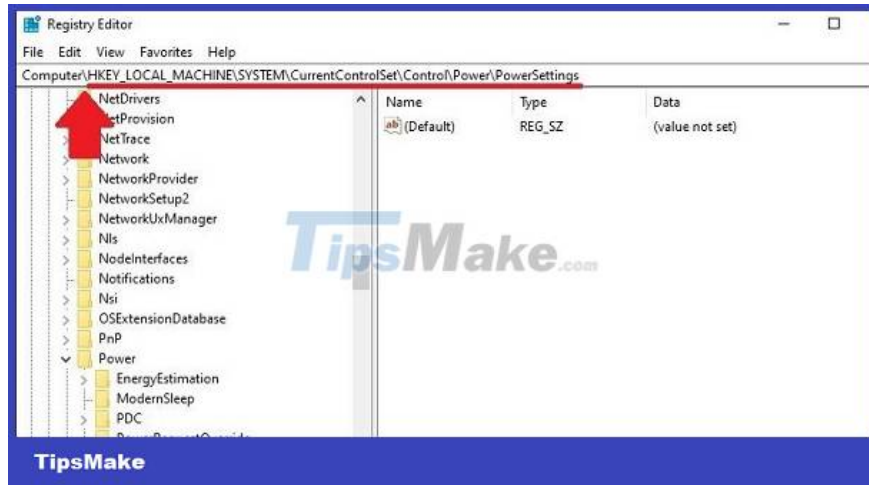 Registry Editor
File Edit View Favorites Help
Computer\HKEY_LOCAL_MACHINE\SYSTEM\CurrentControlSet\Control\Power\PowerSettings
NetDrivers
NetTrace
Network
NetworkProvider
NetworkSetup2
NetworkUxManager
Nls
NodeInterfaces
Notifications
Nsi
OSExtensionDatabase
PnP
Power
EnergyEstimation
ModernSleep
PDC
Name Type Data
ab (Default) REG_SZ (value not set)
TipsMake.com
TipsMake